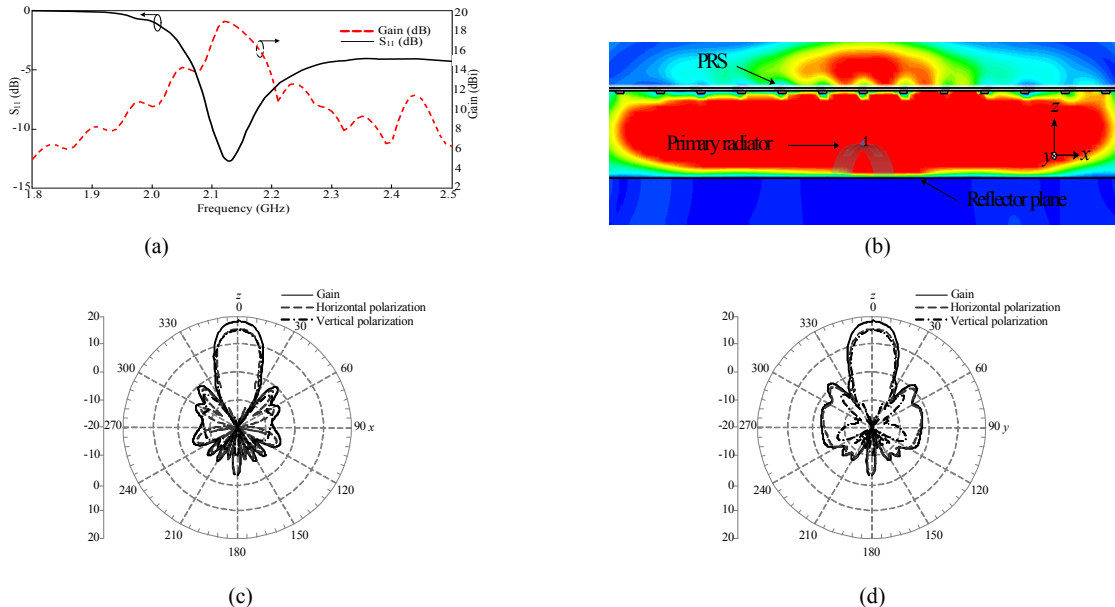 0
-5
-10
-15
S11 (dB)
20
18
16
14
12
10
8
6
4
2
Gain (dBi)
Gain (dB)
S11 (dB)
1.8
1.9
2.0
2.1
2.2
2.3
2.4
2.5
Frequency (GHz)
(a)
PRS
Primary radiator
z
y
x
Reflector plane
(b)
z
0
Gain
Horizontal polarization
Vertical polarization
20
10
0
-10
-20
-10
0
10
20
330
30
300
60
270
90 x
240
120
210
150
180
(c)
z
0
Gain
Horizontal polarization
Vertical polarization
20
10
0
-10
-20
-10
0
10
20
330
30
300
60
270
90 y
240
120
210
150
180
(d)